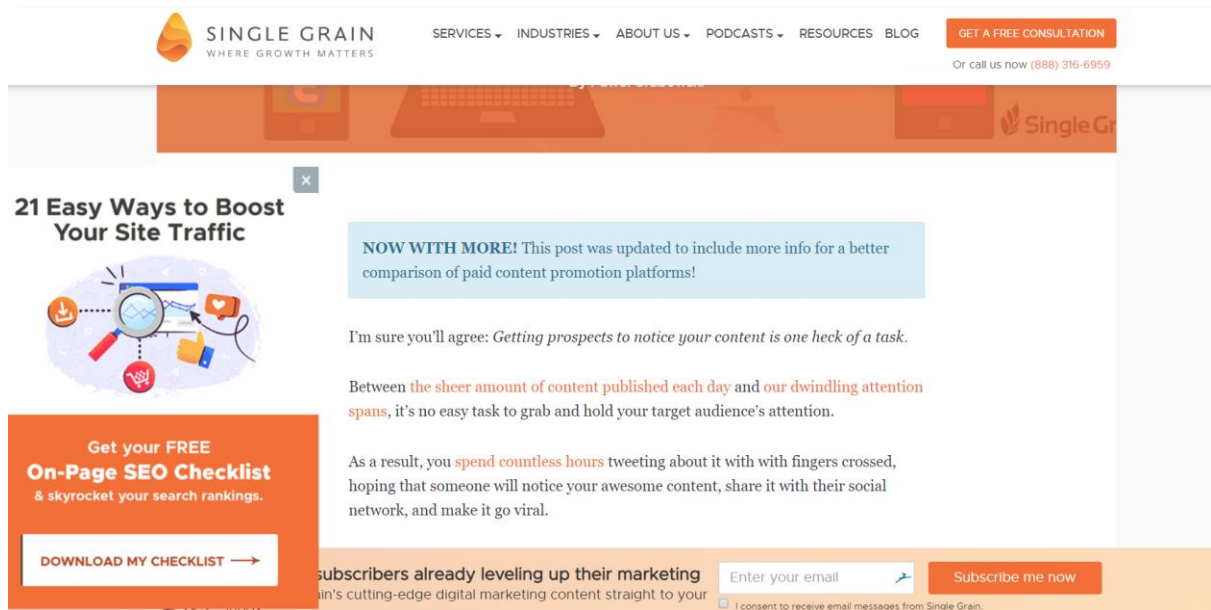 SINGLE GRAIN
WHERE GROWTH MATTERS
SERVICES INDUSTRIES ABOUT US PODCASTS RESOURCES BLOG
GET A FREE CONSULTATION
Or call us now (888) 316-6959
Single Gr
21 Easy Ways to Boost
Your Site Traffic
Get your FREE
On-Page SEO Checklist
& skyrocket your search rankings.
DOWNLOAD MY CHECKLIST
NOW WITH MORE! This post was updated to include more info for a better
comparison of paid content promotion platforms!
I'm sure you'll agree: Getting prospects to notice your content is one heck of a task.
Between the sheer amount of content published each day and our dwindling attention
spans, it's no easy task to grab and hold your target audience's attention.
As a result, you spend countless hours tweeting about it with with fingers crossed,
hoping that someone will notice your awesome content, share it with their social
network, and make it go viral.
subscribers already leveling up their marketing
in's cutting-edge digital marketing content straight to your
Enter your email
Subscribe me now
I consent to receive email messages from Single Grain.